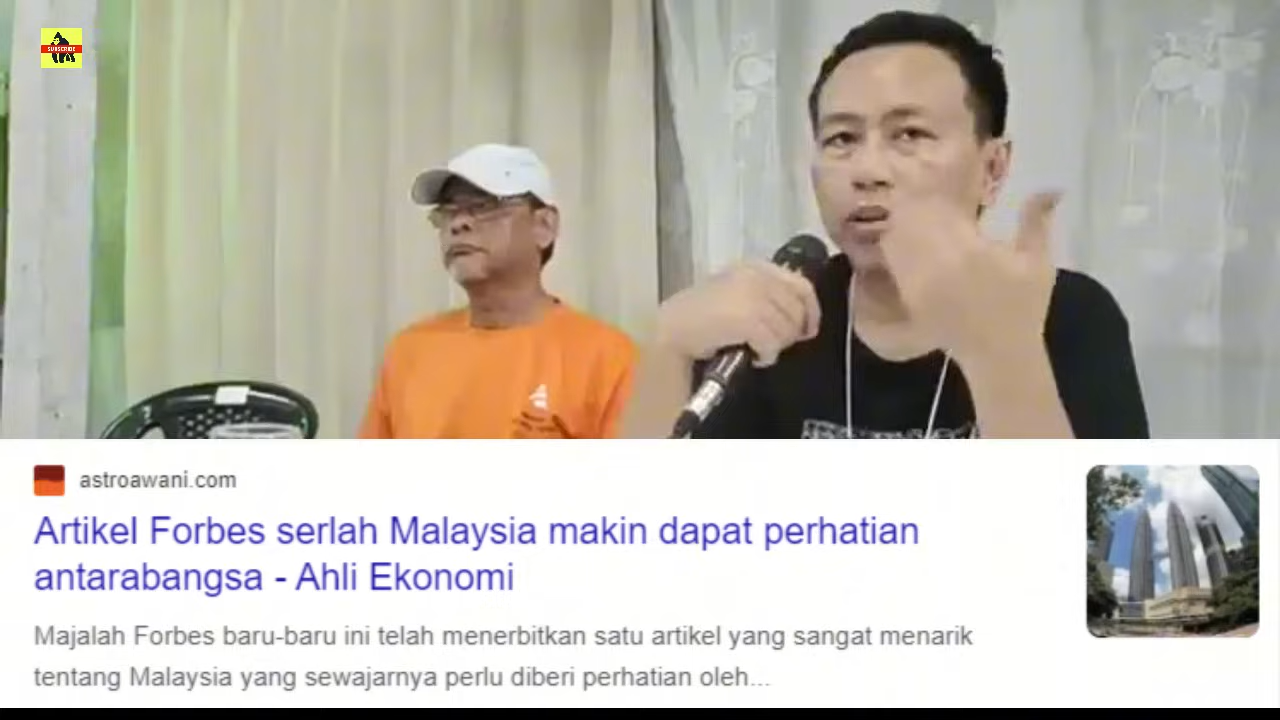 SUBSCRIBE
astroawani.com
Artikel Forbes serlah Malaysia makin dapat perhatian
antarabangsa - Ahli Ekonomi
Majalah Forbes baru-baru ini telah menerbitkan satu artikel yang sangat menarik
tentang Malaysia yang sewajarnya perlu diberi perhatian oleh...